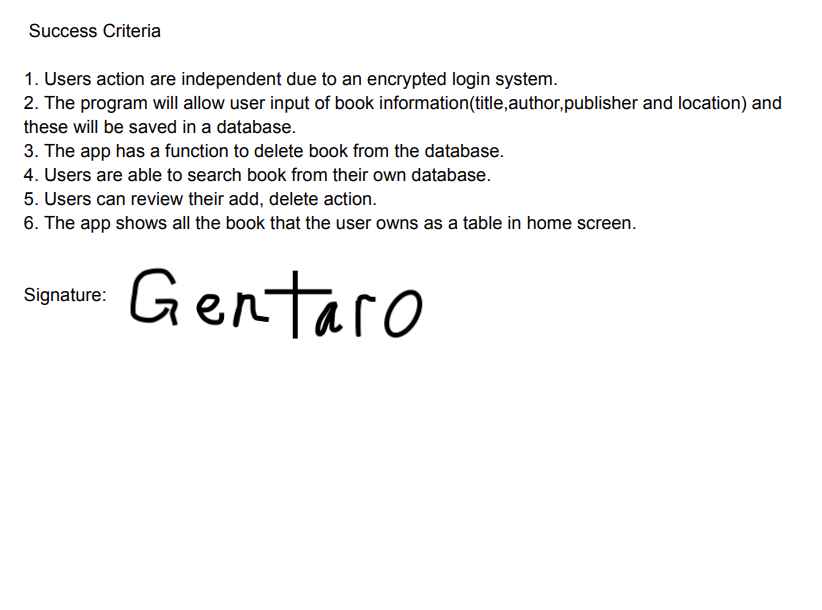 Success Criteria
1. Users action are independent due to an encrypted login system.
2. The program will allow user input of book information(title,author,publisher and location) and
these will be saved in a database.
3. The app has a function to delete book from the database.
4. Users are able to search book from their own database.
5. Users can review their add, delete action.
6. The app shows all the book that the user owns as a table in home screen.
Signature: Gentaro